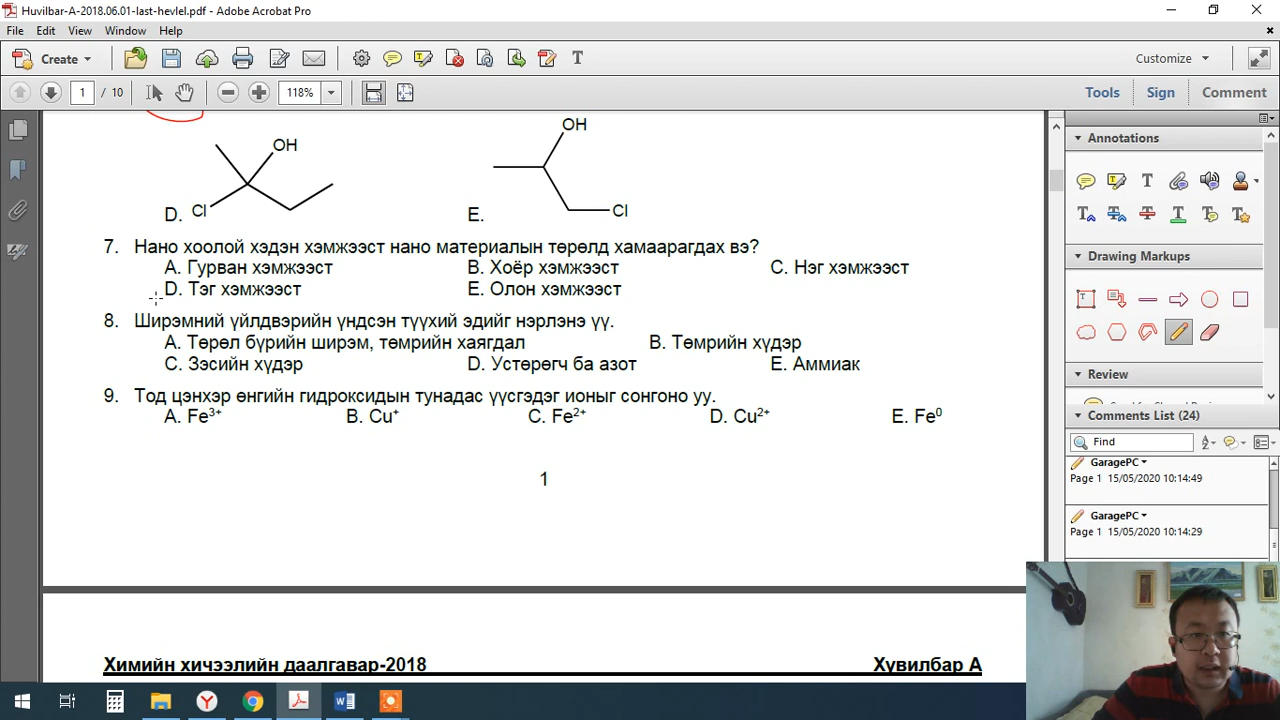 Huvilbar-A-2018.06.01-last-hevlel.pdf - Adobe Acrobat Pro
File Edit View Window Help
Create Customize
1 / 10 118% Tools Sign Comment
OH OH
D. Cl E. Cl
7. Нано хоолой хэдэн хэмжээст нано материалын төрөлд хамаарагдах вэ?
A. Гурван хэмжээст B. Хоёр хэмжээст C. Нэг хэмжээст
D. Тэг хэмжээст E. Олон хэмжээст
8. Ширэмний үйлдвэрийн үндсэн түүхий эдийг нэрлэнэ үү.
A. Төрөл бүрийн ширэм, төмрийн хаягдал B. Төмрийн хүдэр
C. Зэсийн хүдэр D. Устөрөгч ба азот E. Аммиак
9. Тод цэнхэр өнгийн гидроксидын тунадас үүсгэдэг ионыг сонгоно уу.
A. Fe³⁺ B. Cu⁺ C. Fe²⁺ D. Cu²⁺ E. Fe⁰
1
Химийн хичээлийн даалгавар-2018 Хувилбар А
Annotations
Drawing Markups
Review
Comments List (24)
Find
GaragePC
Page 1 15/05/2020 10:14:49
GaragePC
Page 1 15/05/2020 10:14:29